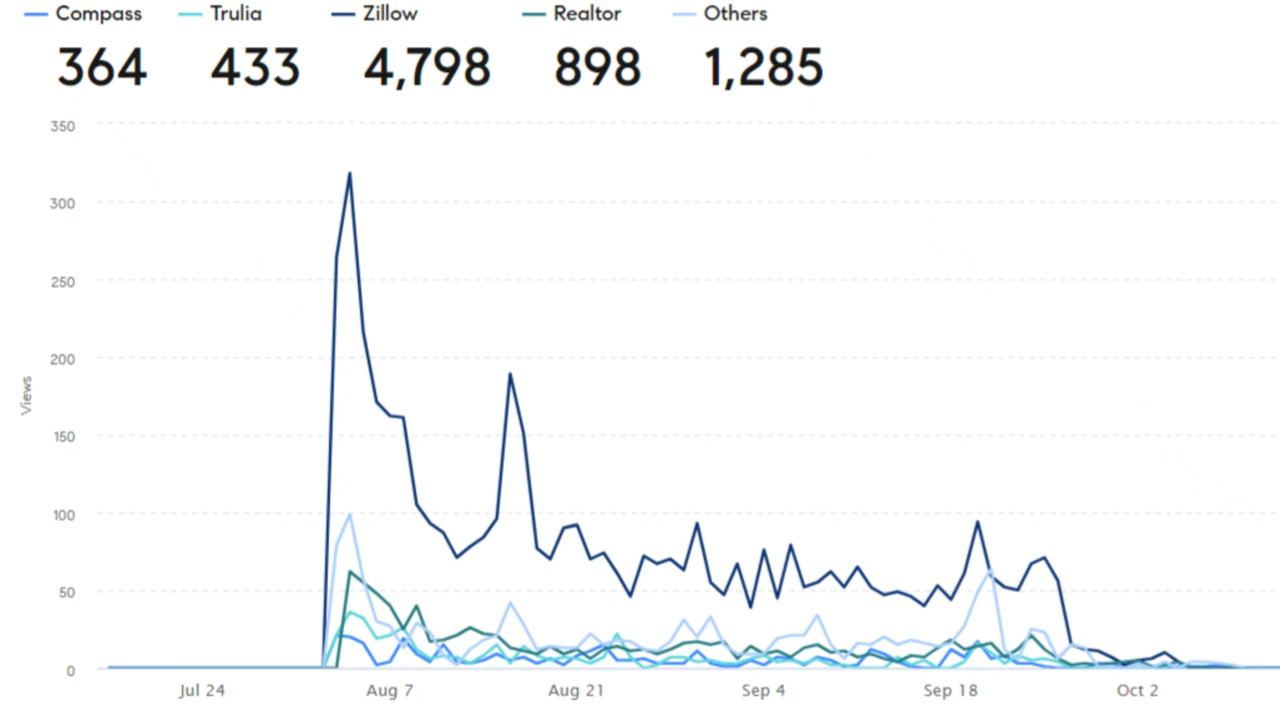 Compass Trulia Zillow Realtor Others
364 433 4,798 898 1,285
350
300
250
200
Views
150
100
50
0
Jul 24 Aug 7 Aug 21 Sep 4 Sep 18 Oct 2